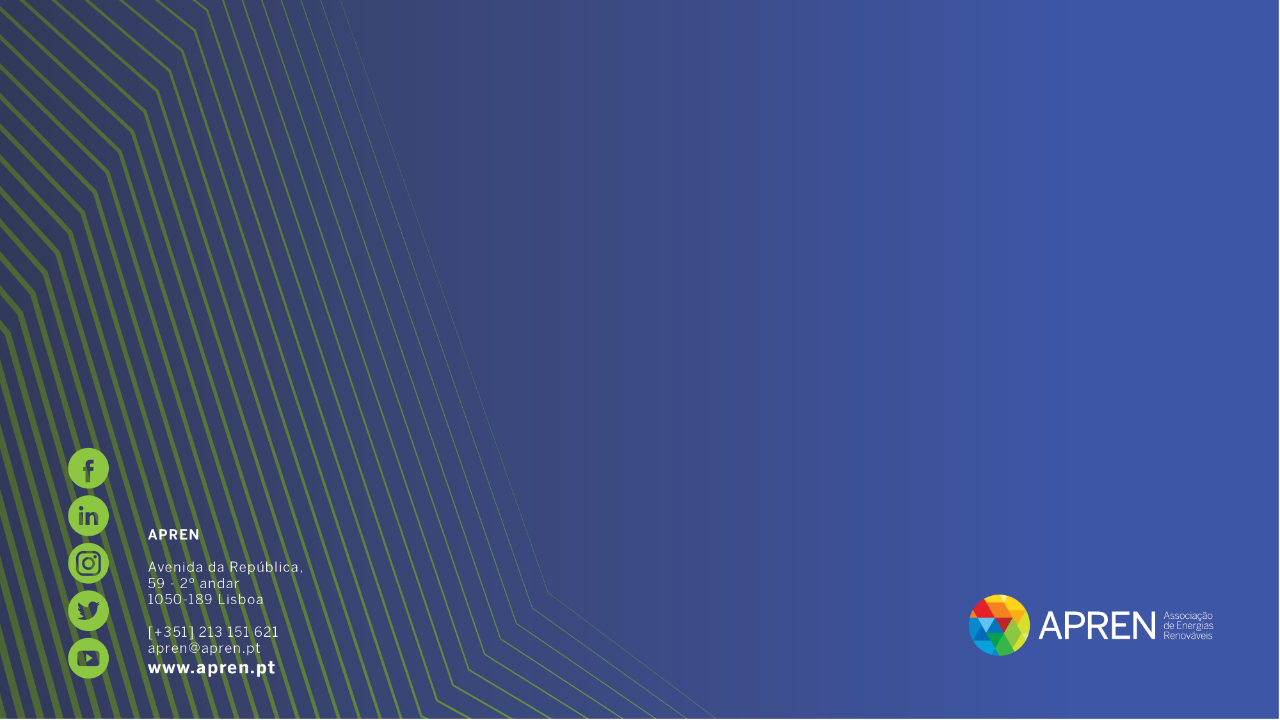 APREN
Avenida da República,
59 - 2º andar
1050-189 Lisboa
[+351] 213 151 621
apren@apren.pt
www.apren.pt
APREN
Associação
de Energias
Renováveis